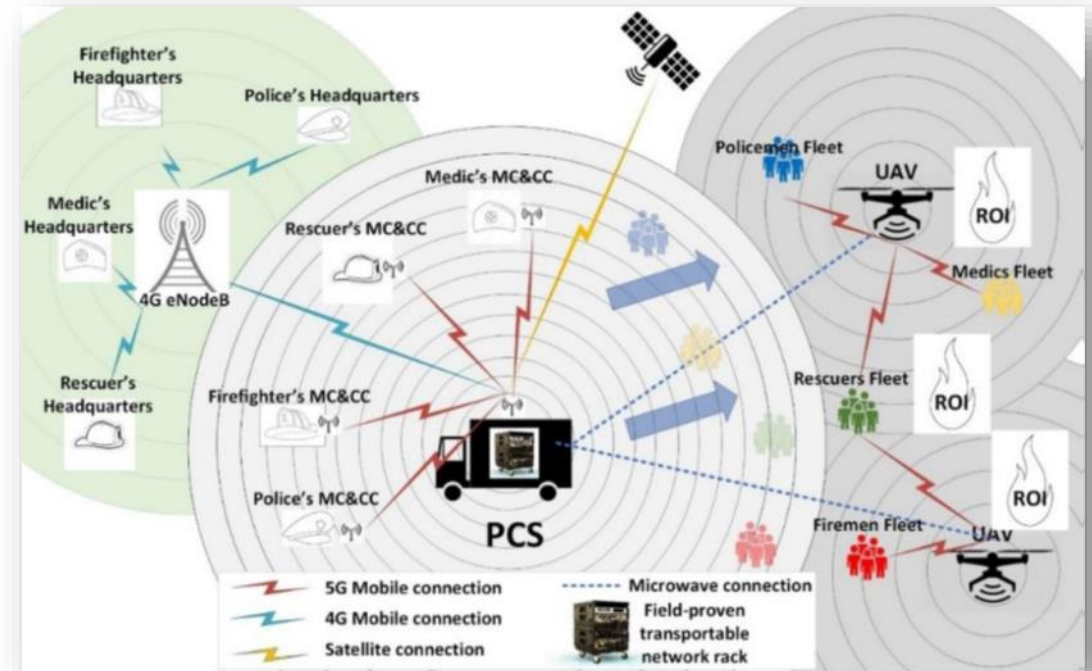 Firefighter's
Headquarters
Police's Headquarters
Medic's
Headquarters
4G eNodeB
Rescuer's
Headquarters
Medic's MC&CC
Rescuer's MC&CC
Firefighter's MC&CC
Police's MC&CC
PCS
Policemen Fleet
UAV
ROI
Medics Fleet
Rescuers Fleet
ROI
ROI
Firemen Fleet
UAV
5G Mobile connection
4G Mobile connection
Satellite connection
Microwave connection
Field-proven
transportable
network rack